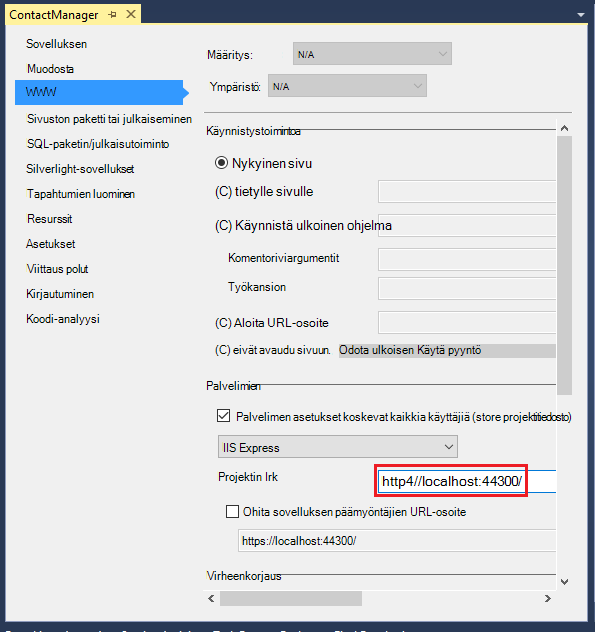 ContactManager
Sovelluksen
Muodosta
WWW
Sivuston paketti tai julkaiseminen
SQL-paketin/julkaisutoiminto
Silverlight-sovellukset
Tapahtumien luominen
Resurssit
Asetukset
Viittaus polut
Kirjautuminen
Koodi-analyysi
Määritys: N/A
Ympäristö: N/A
Käynnistystoimintoa
Nykyinen sivu
(C) tietylle sivulle
(C) Käynnistä ulkoinen ohjelma
Komentoriviargumentit
Työkansion
(C) Aloita URL-osoite
(C) eivät avaudu sivuun. Odota ulkoisen Käytä pyyntö
Palvelimien
Palvelimen asetukset koskevat kaikkia käyttäjiä (store projektitiedosto)
IIS Express
Projektin Irk http4//localhost:44300/
Ohita sovelluksen päämyöntäjien URL-osoite
https://localhost:44300/
Virheenkorjaus